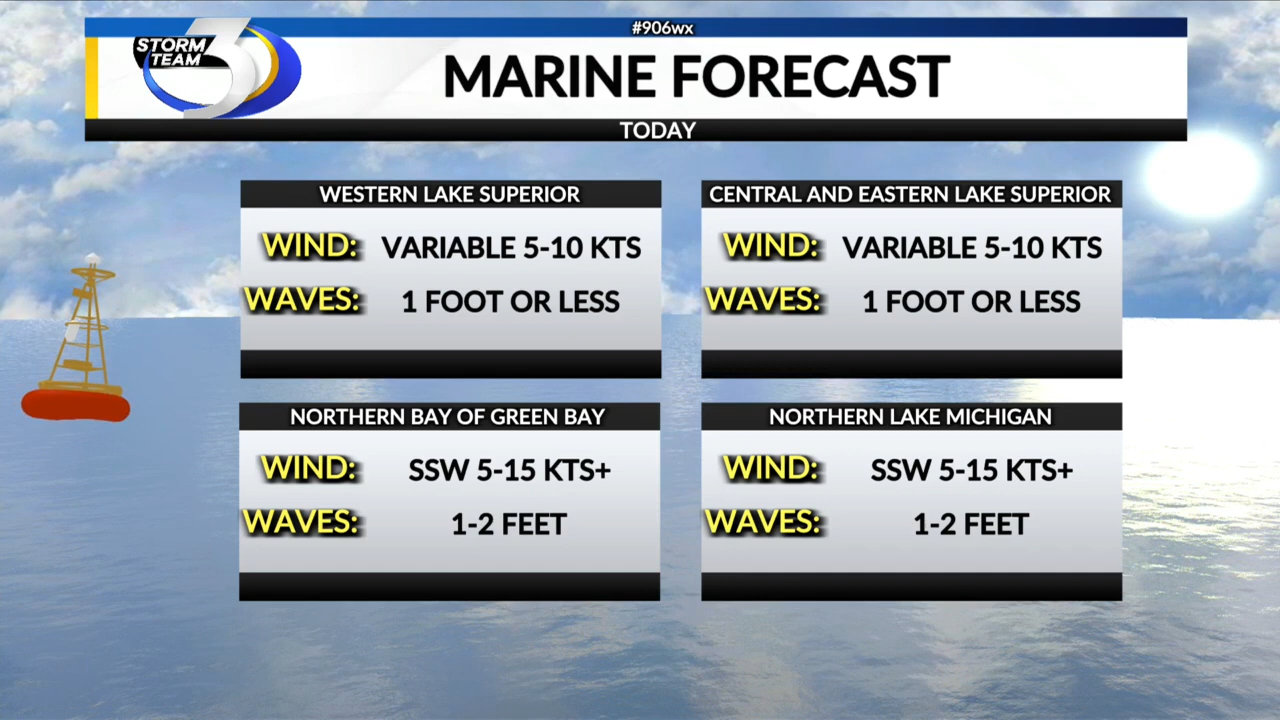 #906wx
STORM
TEAM
3
MARINE FORECAST
TODAY
WESTERN LAKE SUPERIOR
WIND: VARIABLE 5-10 KTS
WAVES: 1 FOOT OR LESS
CENTRAL AND EASTERN LAKE SUPERIOR
WIND: VARIABLE 5-10 KTS
WAVES: 1 FOOT OR LESS
NORTHERN BAY OF GREEN BAY
WIND: SSW 5-15 KTS+
WAVES: 1-2 FEET
NORTHERN LAKE MICHIGAN
WIND: SSW 5-15 KTS+
WAVES: 1-2 FEET